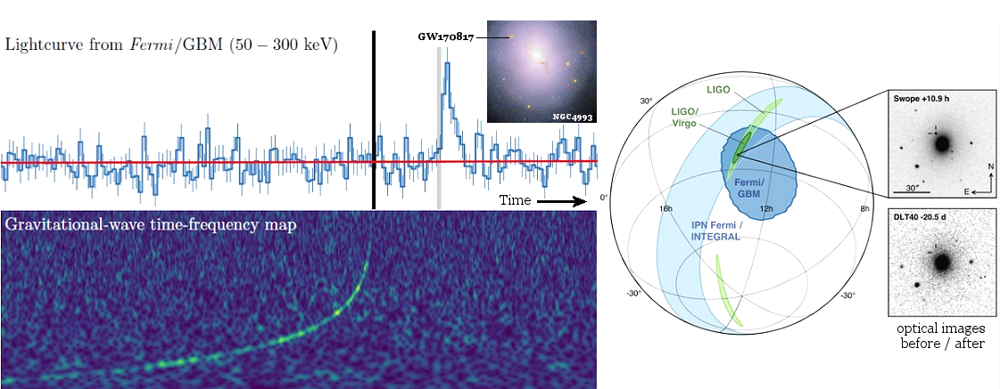 Lightcurve from Fermi/GBM (50 – 300 keV)
GW170817
NGC4993
Time
Gravitational-wave time-frequency map
LIGO
LIGO/
Virgo
Fermi/
GBM
IPN Fermi /
INTEGRAL
30°
0°
-30°
-30°
16h
12h
8h
Swope +10.9 h
30"
N
E
DLT40 -20.5 d
optical images
before / after